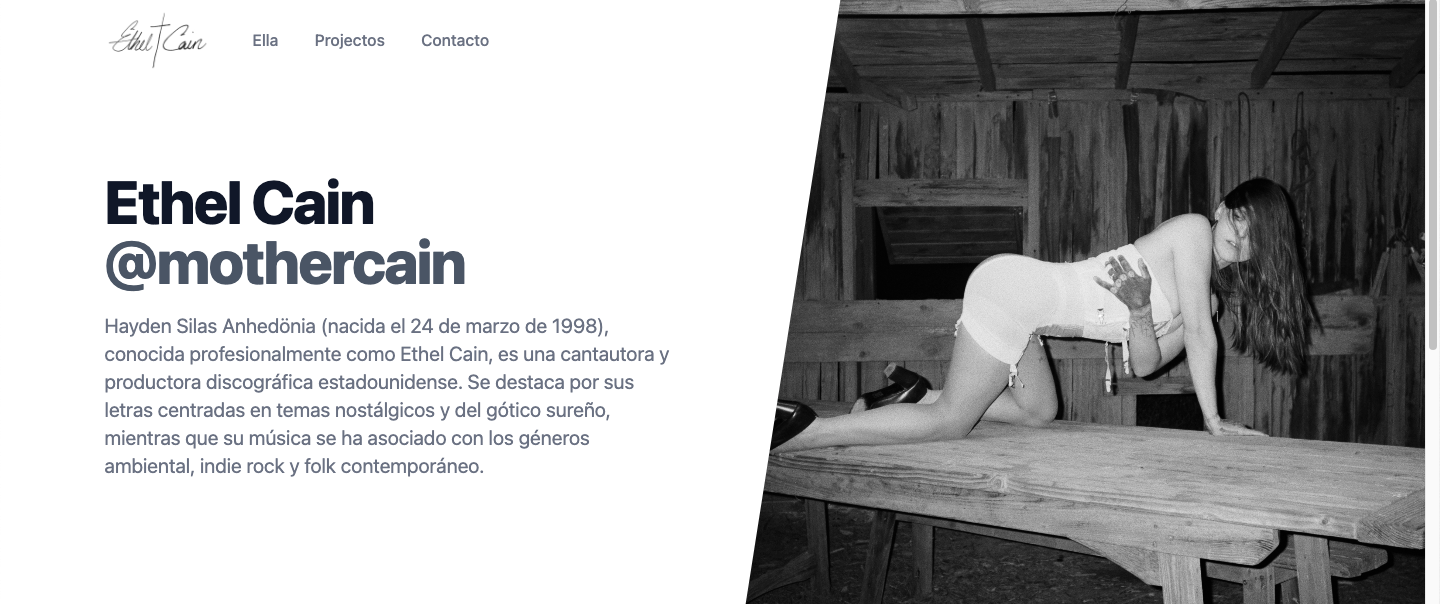 Ethel Cain
Ella
Projectos
Contacto
Ethel Cain
@mothercain
Hayden Silas Anhedönia (nacida el 24 de marzo de 1998),
conocida profesionalmente como Ethel Cain, es una cantautora y
productora discográfica estadounidense. Se destaca por sus
letras centradas en temas nostálgicos y del gótico sureño,
mientras que su música se ha asociado con los géneros
ambiental, indie rock y folk contemporáneo.